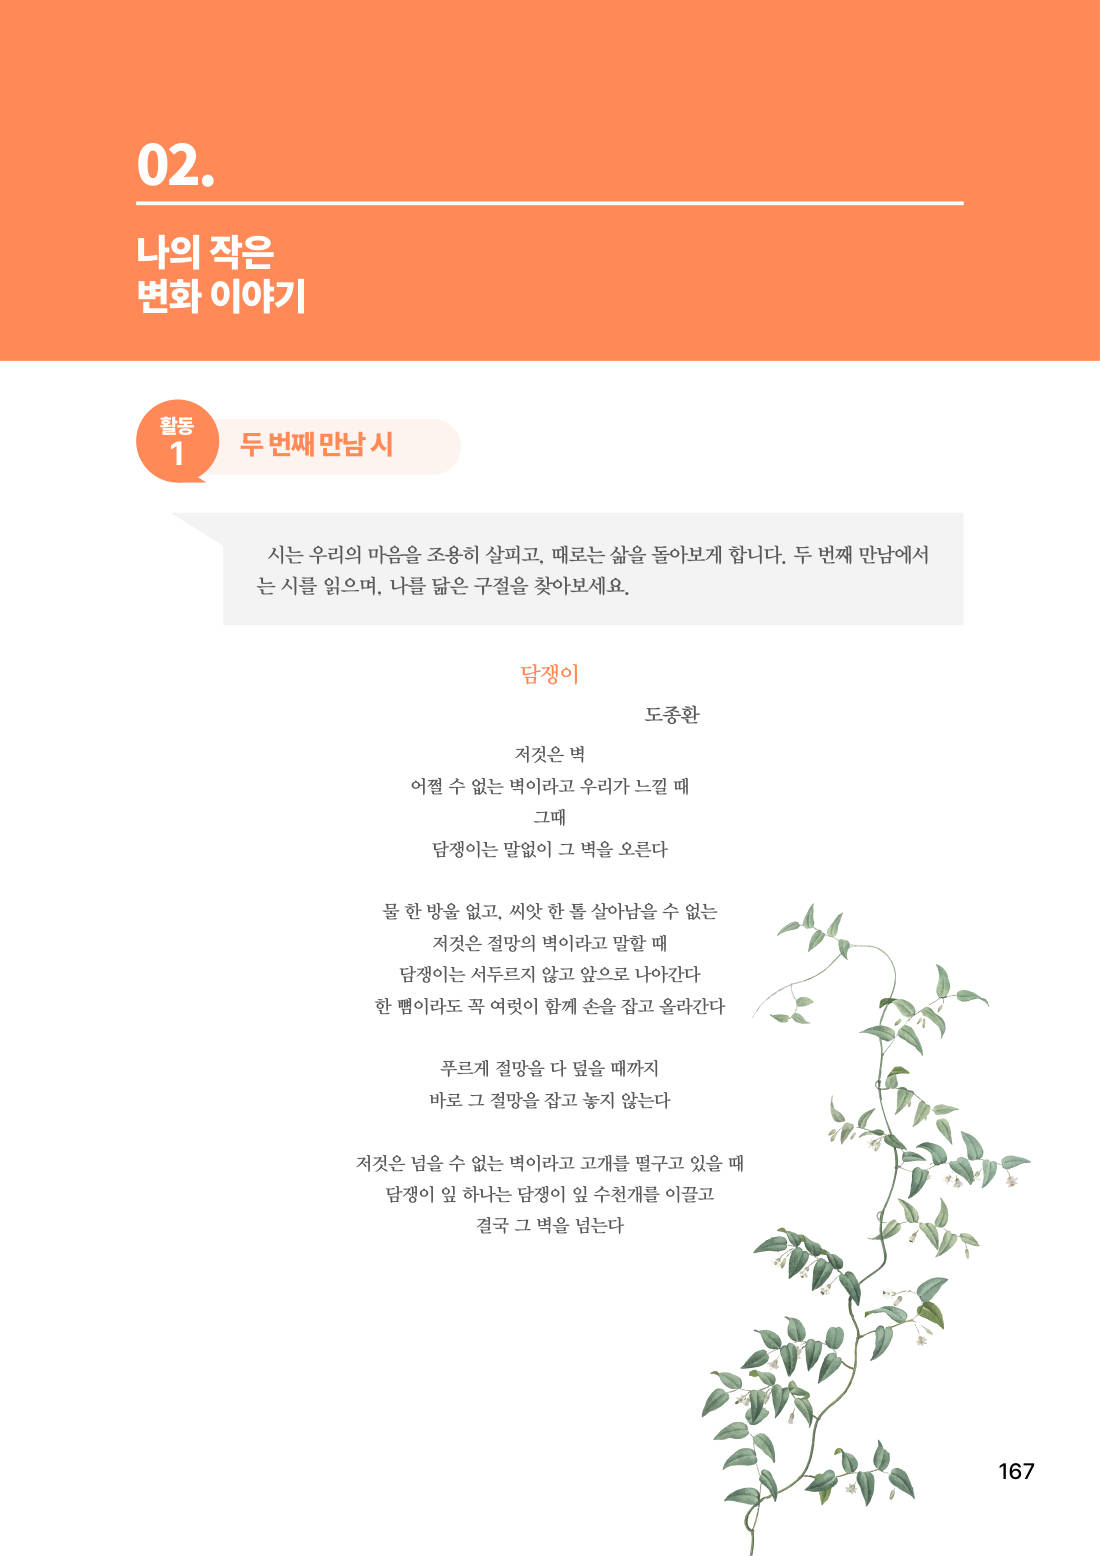 02.
나의 작은
변화 이야기
활동
1
두 번째 만남 시
시는 우리의 마음을 조용히 살피고, 때로는 삶을 돌아보게 합니다. 두 번째 만남에서
는 시를 읽으며, 나를 닮은 구절을 찾아보세요.
담쟁이
도종환
저것은 벽
어쩔 수 없는 벽이라고 우리가 느낄 때
그때
담쟁이는 말없이 그 벽을 오른다
물 한 방울 없고, 씨앗 한 톨 살아남을 수 없는
저것은 절망의 벽이라고 말할 때
담쟁이는 서두르지 않고 앞으로 나아간다
한 뼘이라도 꼭 여럿이 함께 손을 잡고 올라간다
푸르게 절망을 다 덮을 때까지
바로 그 절망을 잡고 놓지 않는다
저것은 넘을 수 없는 벽이라고 고개를 떨구고 있을 때
담쟁이 잎 하나는 담쟁이 잎 수천개를 이끌고
결국 그 벽을 넘는다
167